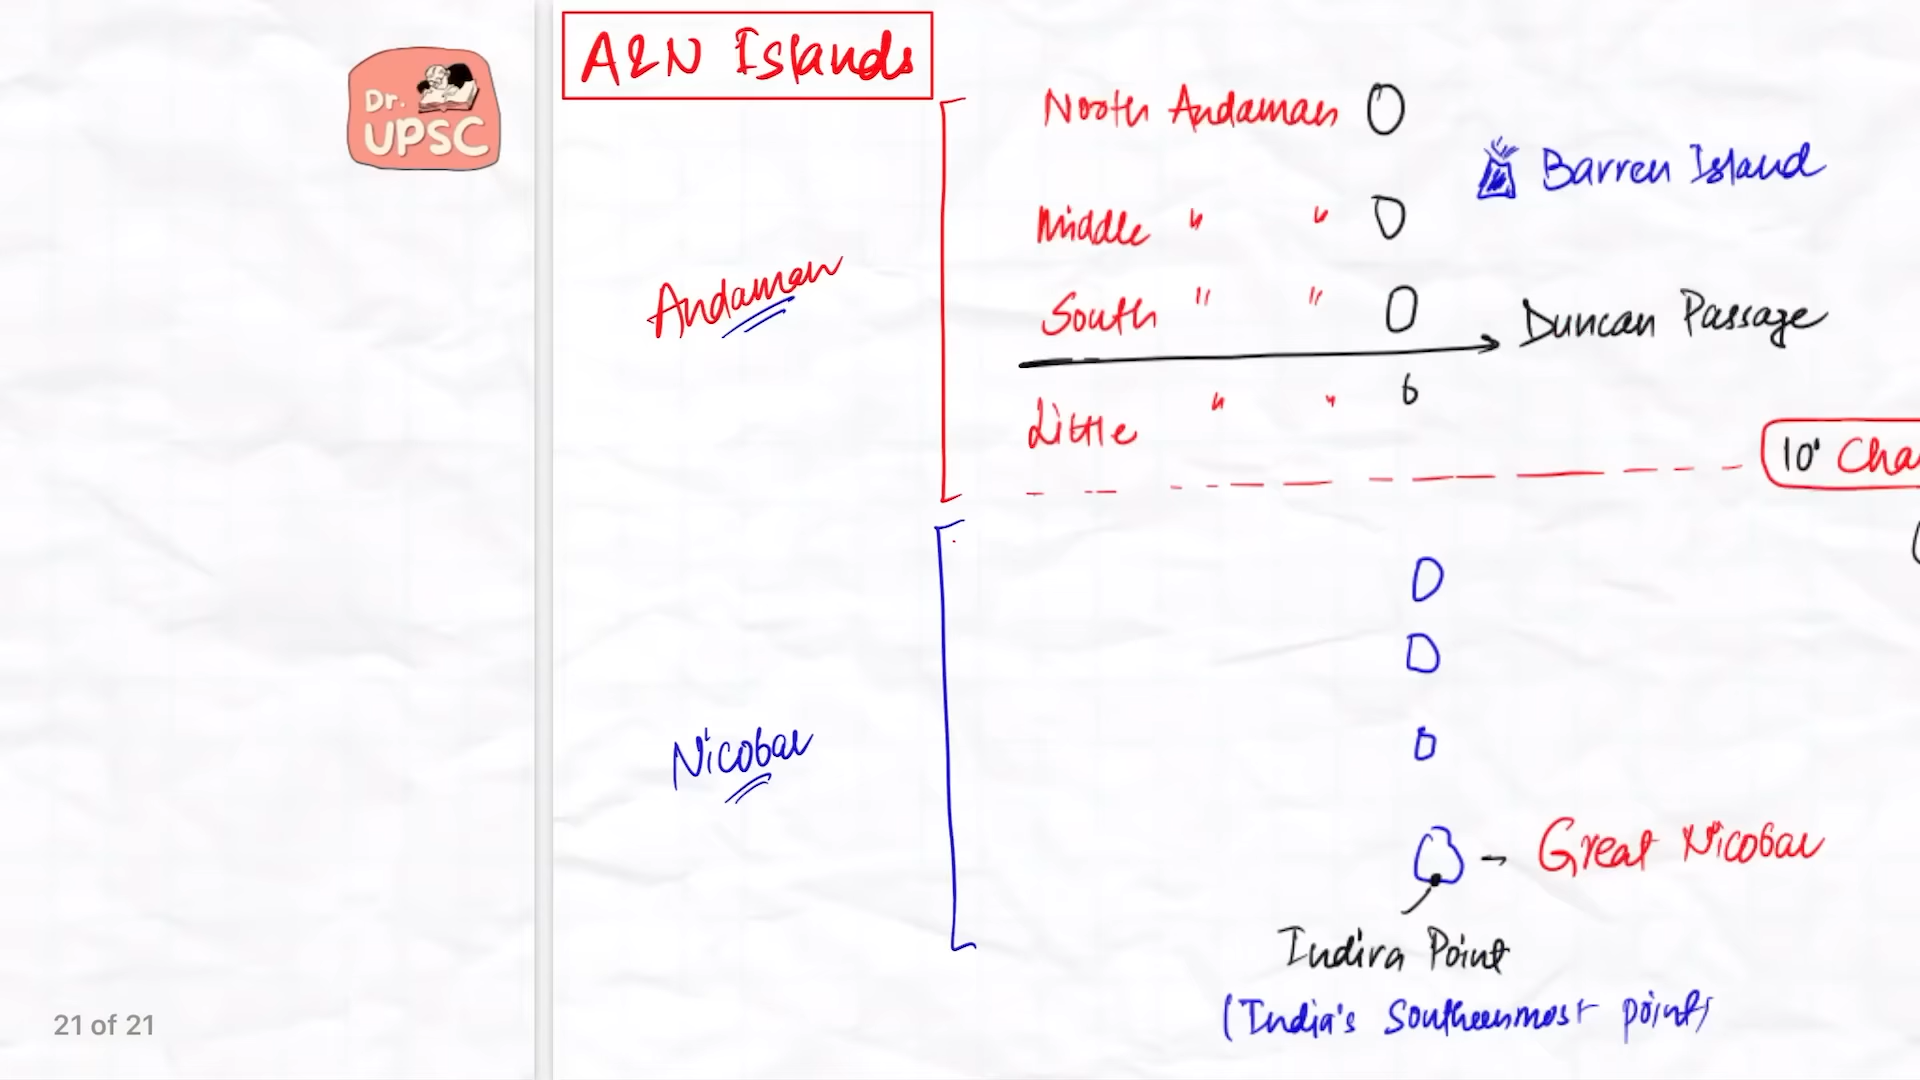 A&N Islands
Dr.
UPSC
North Andaman
Barren Island
Middle " "
Andaman
South " "
Duncan Passage
Little " "
10°
Nicobar
Great Nicobar
Indira Point
(India's Southernmost point)
21 of 21